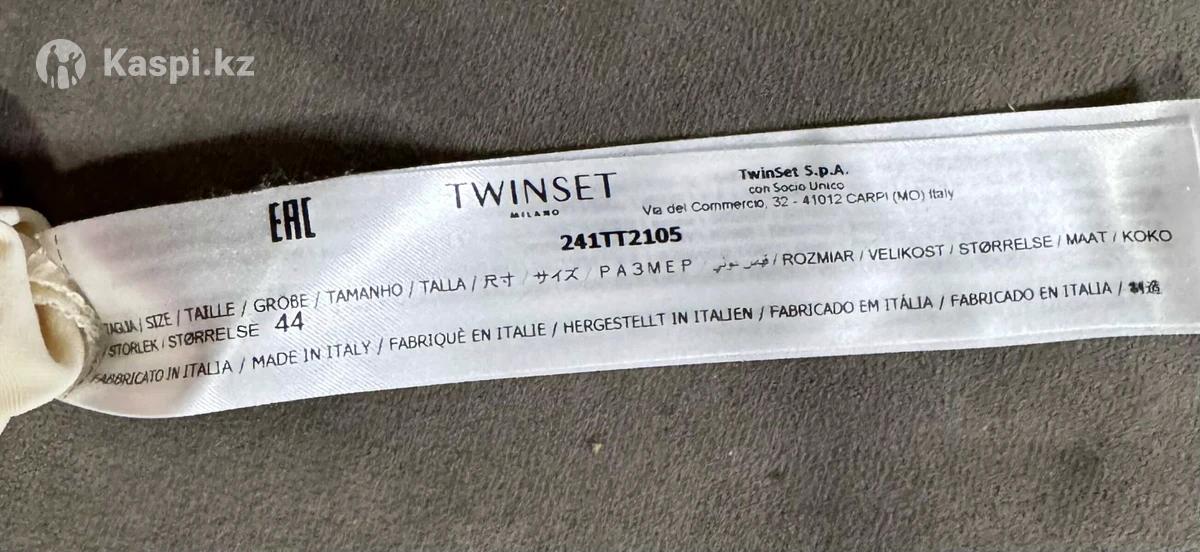 Kaspi.kz
EAC
TWINSET
MILANO
TwinSet S.p.A.
con Socio Unico
Via del Commercio, 32 - 41012 CARPI (MO) Italy
241TT2105
TAGLIA / SIZE / TAILLE / GRÖBE / TAMANHO / TALLA / 尺寸 / サイズ / РАЗМЕР / ROZMIAR / VELIKOST / STØRRELSE / MAAT / KOKO
/ STORLEK / STØRRELSE 44
FABBRICATO IN ITALIA / MADE IN ITALY / FABRIQUÈ EN ITALIE / HERGESTELLT IN ITALIEN / FABRICADO EM ITÁLIA / FABRICADO EN ITALIA / 制造